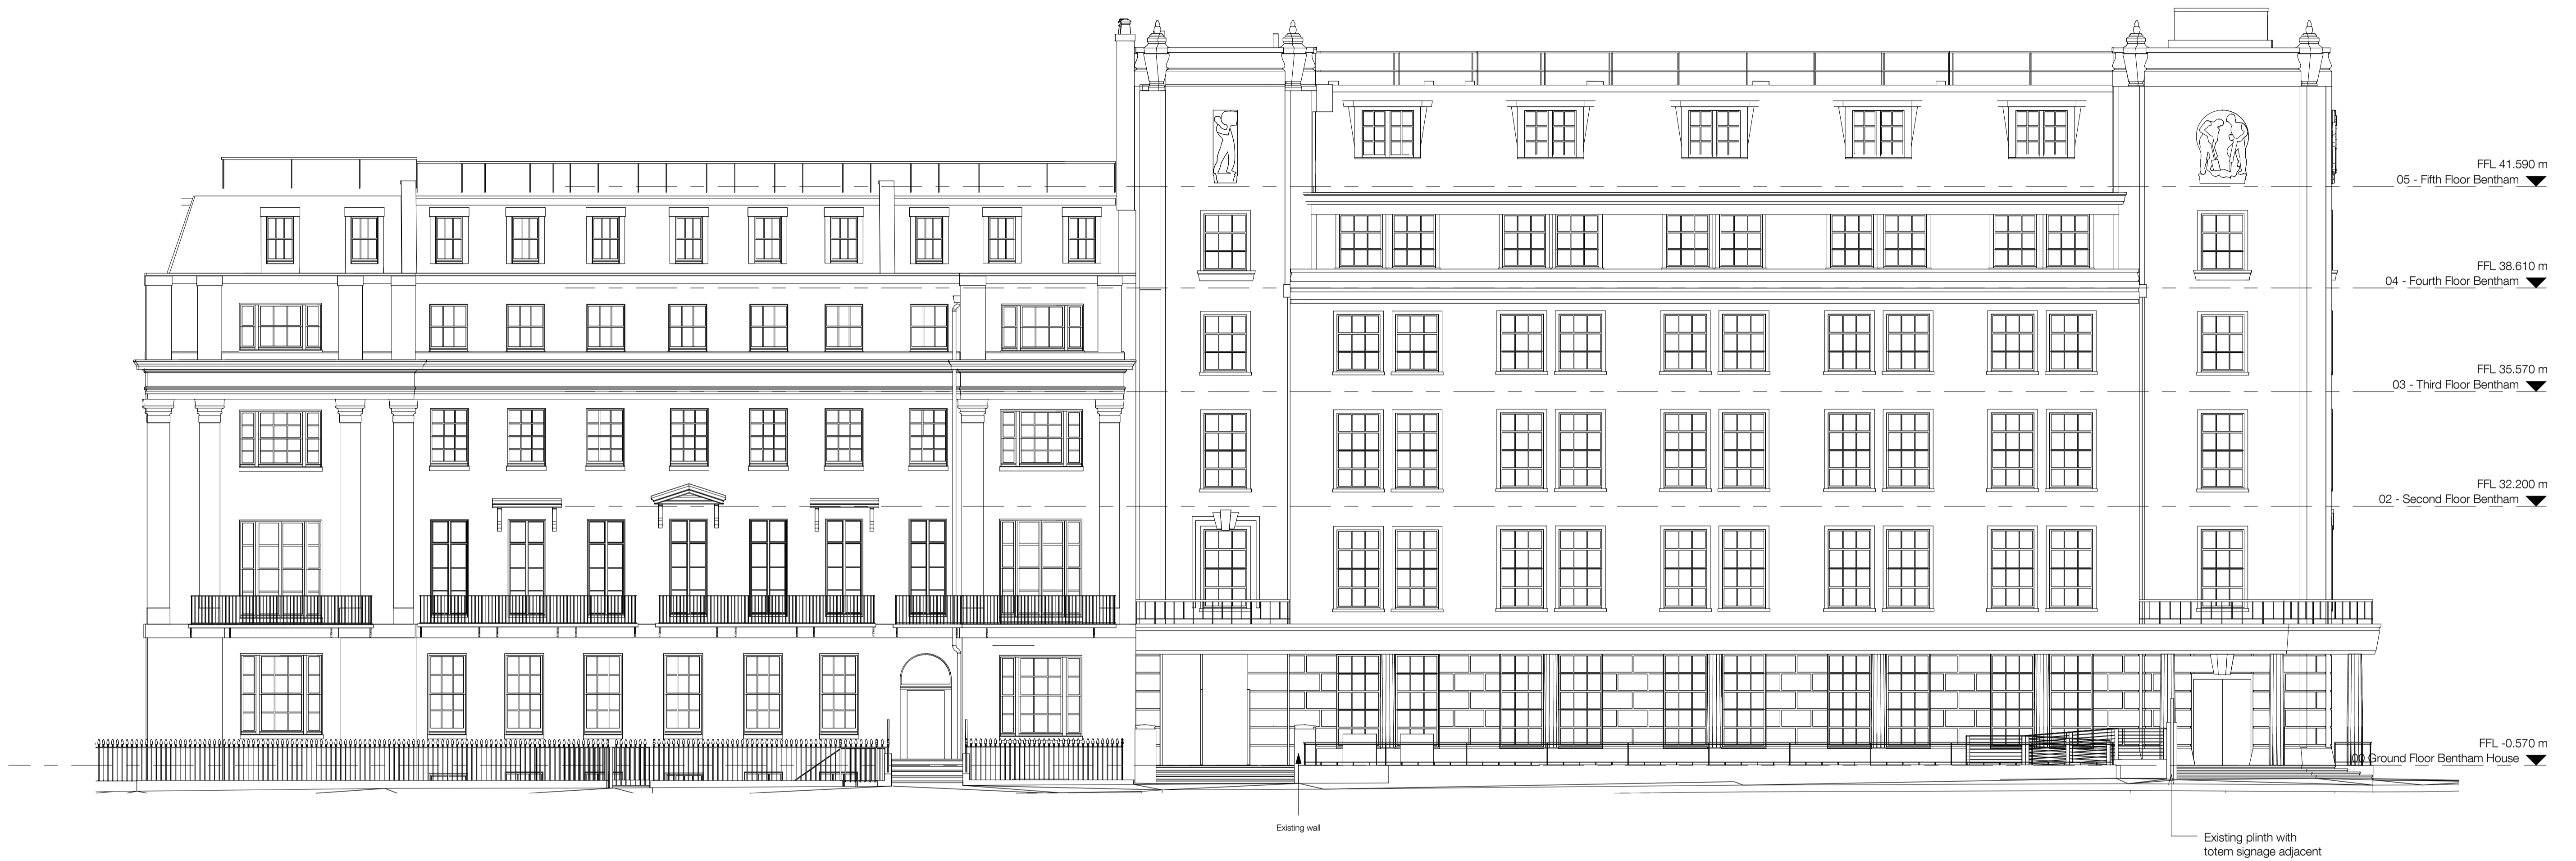 FFL 41.590 m
05 - Fifth Floor Bentham
FFL 38.610 m
04 - Fourth Floor Bentham
FFL 35.570 m
03 - Third Floor Bentham
FFL 32.200 m
02 - Second Floor Bentham
FFL -0.570 m
00 Ground Floor Bentham House
Existing wall
Existing plinth with
totem signage adjacent